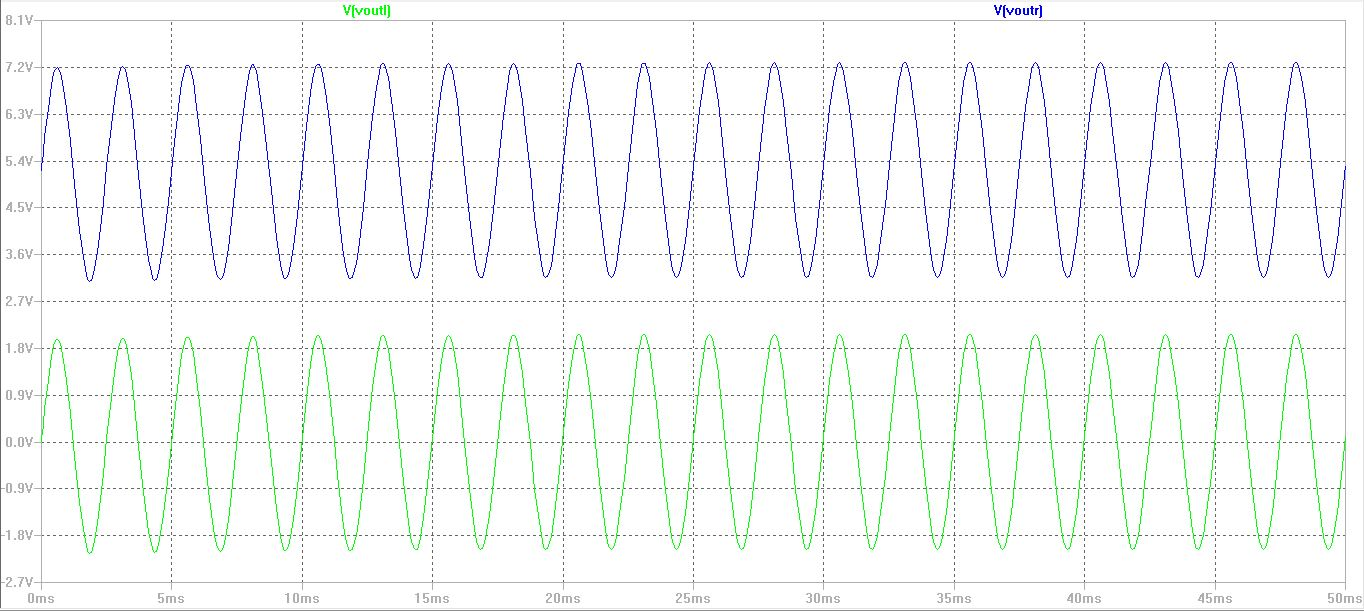 V(voutl) V(voutr)
8.1V
7.2V
6.3V
5.4V
4.5V
3.6V
2.7V
1.8V
0.9V
0.0V
-0.9V
-1.8V
-2.7V
0ms 5ms 10ms 15ms 20ms 25ms 30ms 35ms 40ms 45ms 50ms